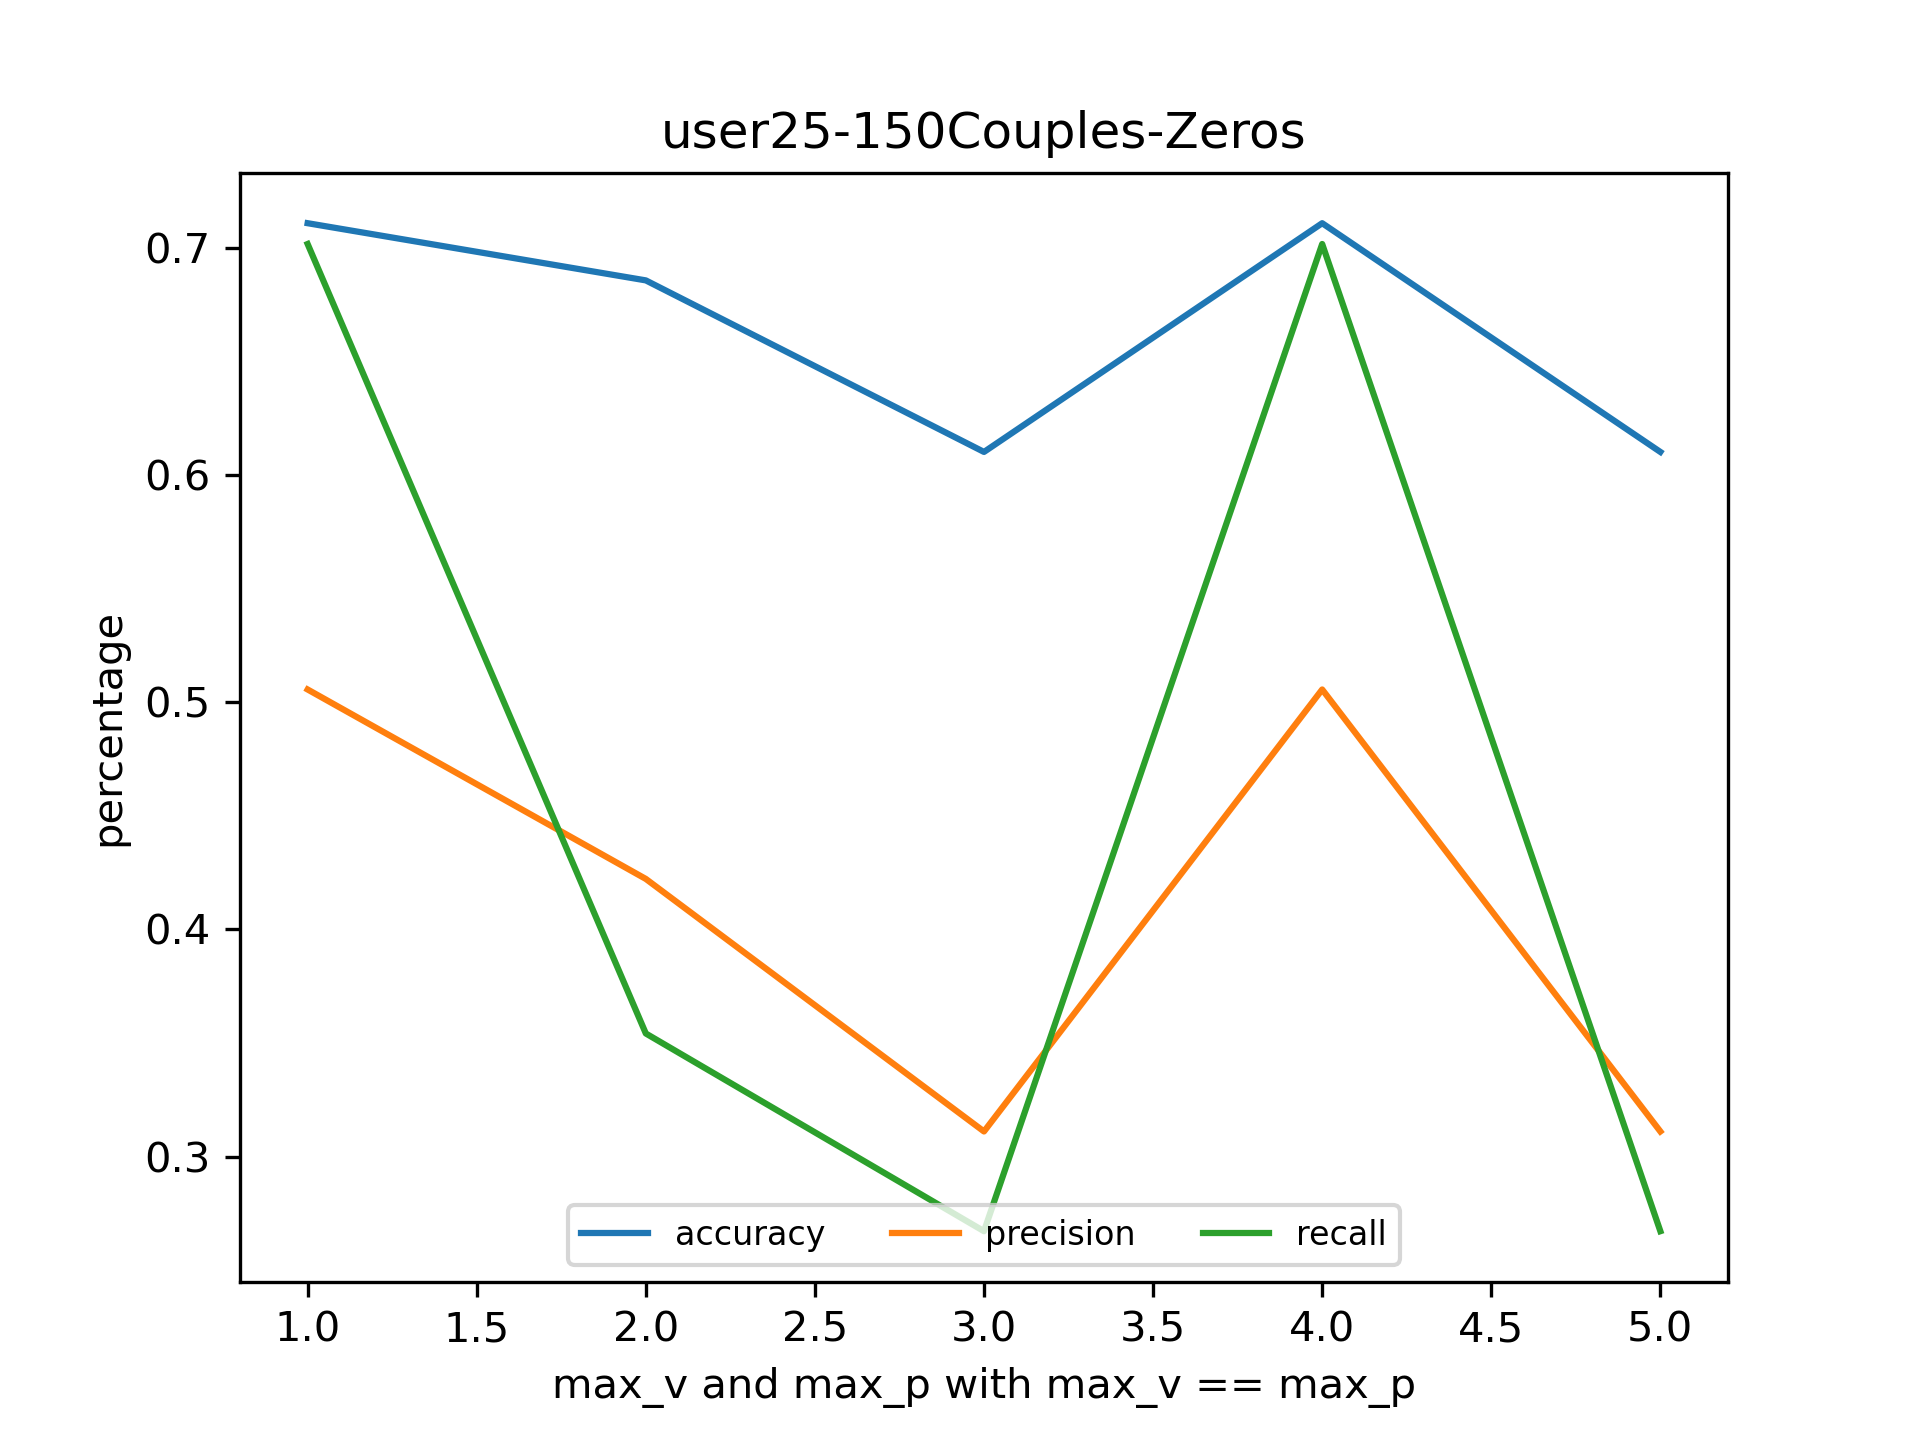 user25-150Couples-Zeros
percentage
0.7
0.6
0.5
0.4
0.3
accuracy precision recall
1.0 1.5 2.0 2.5 3.0 3.5 4.0 4.5 5.0
max_v and max_p with max_v == max_p